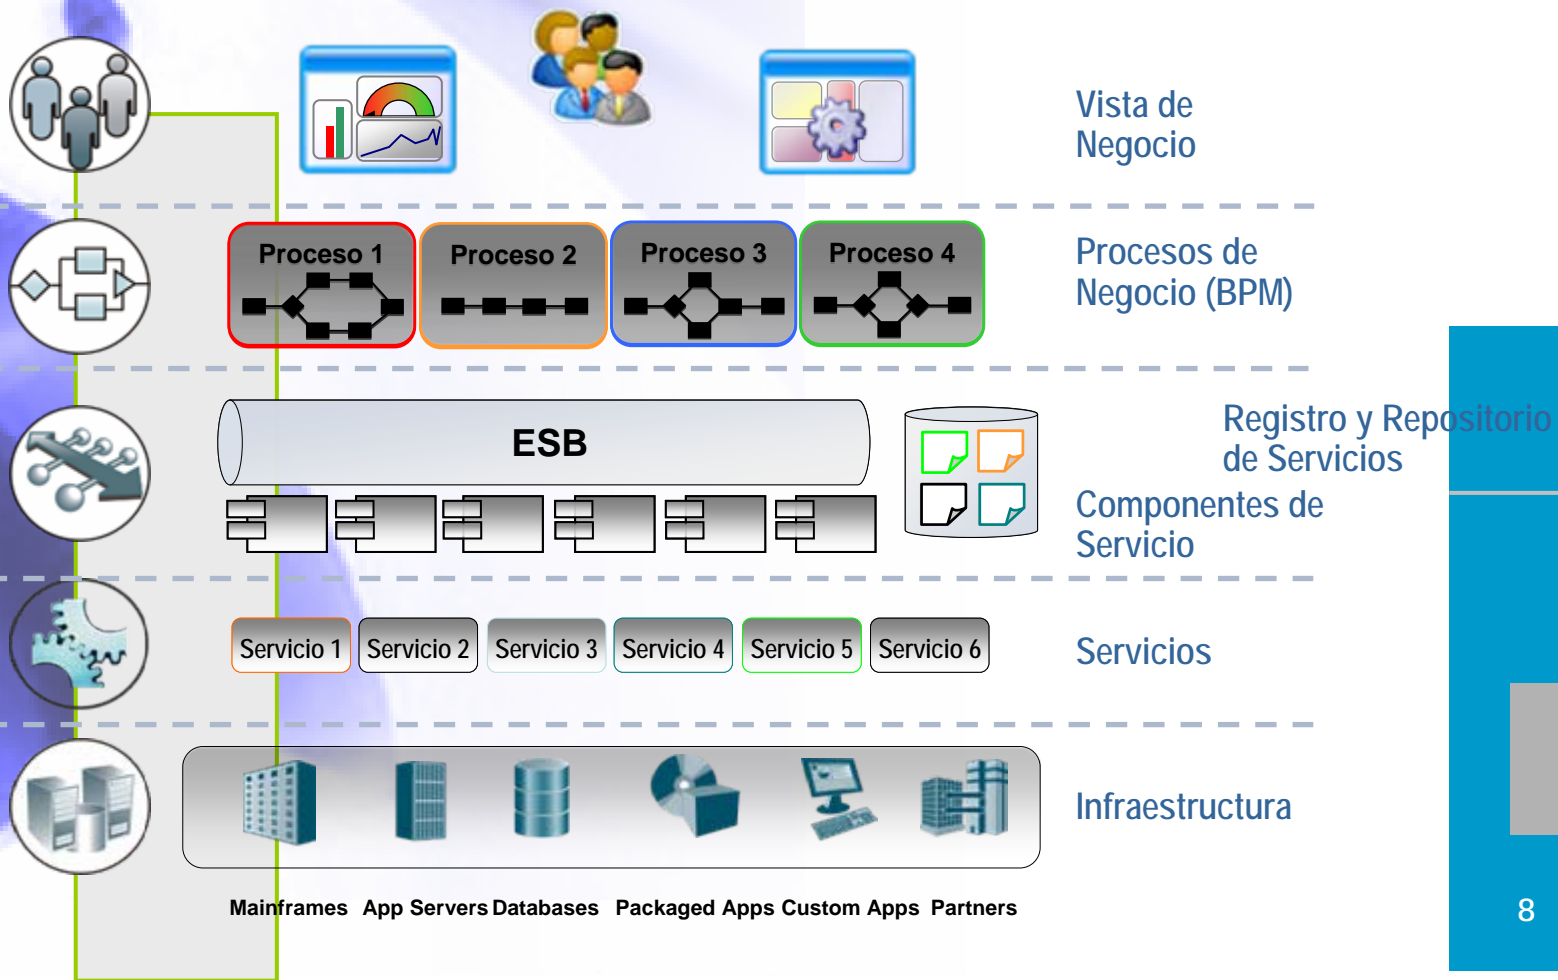 Vista de
Negocio
Proceso 1
Proceso 2
Proceso 3
Proceso 4
Procesos de
Negocio (BPM)
ESB
Registro y Repositorio
de Servicios
Componentes de
Servicio
Servicio 1
Servicio 2
Servicio 3
Servicio 4
Servicio 5
Servicio 6
Servicios
Infraestructura
Mainframes
App Servers
Databases
Packaged Apps
Custom Apps
Partners
8